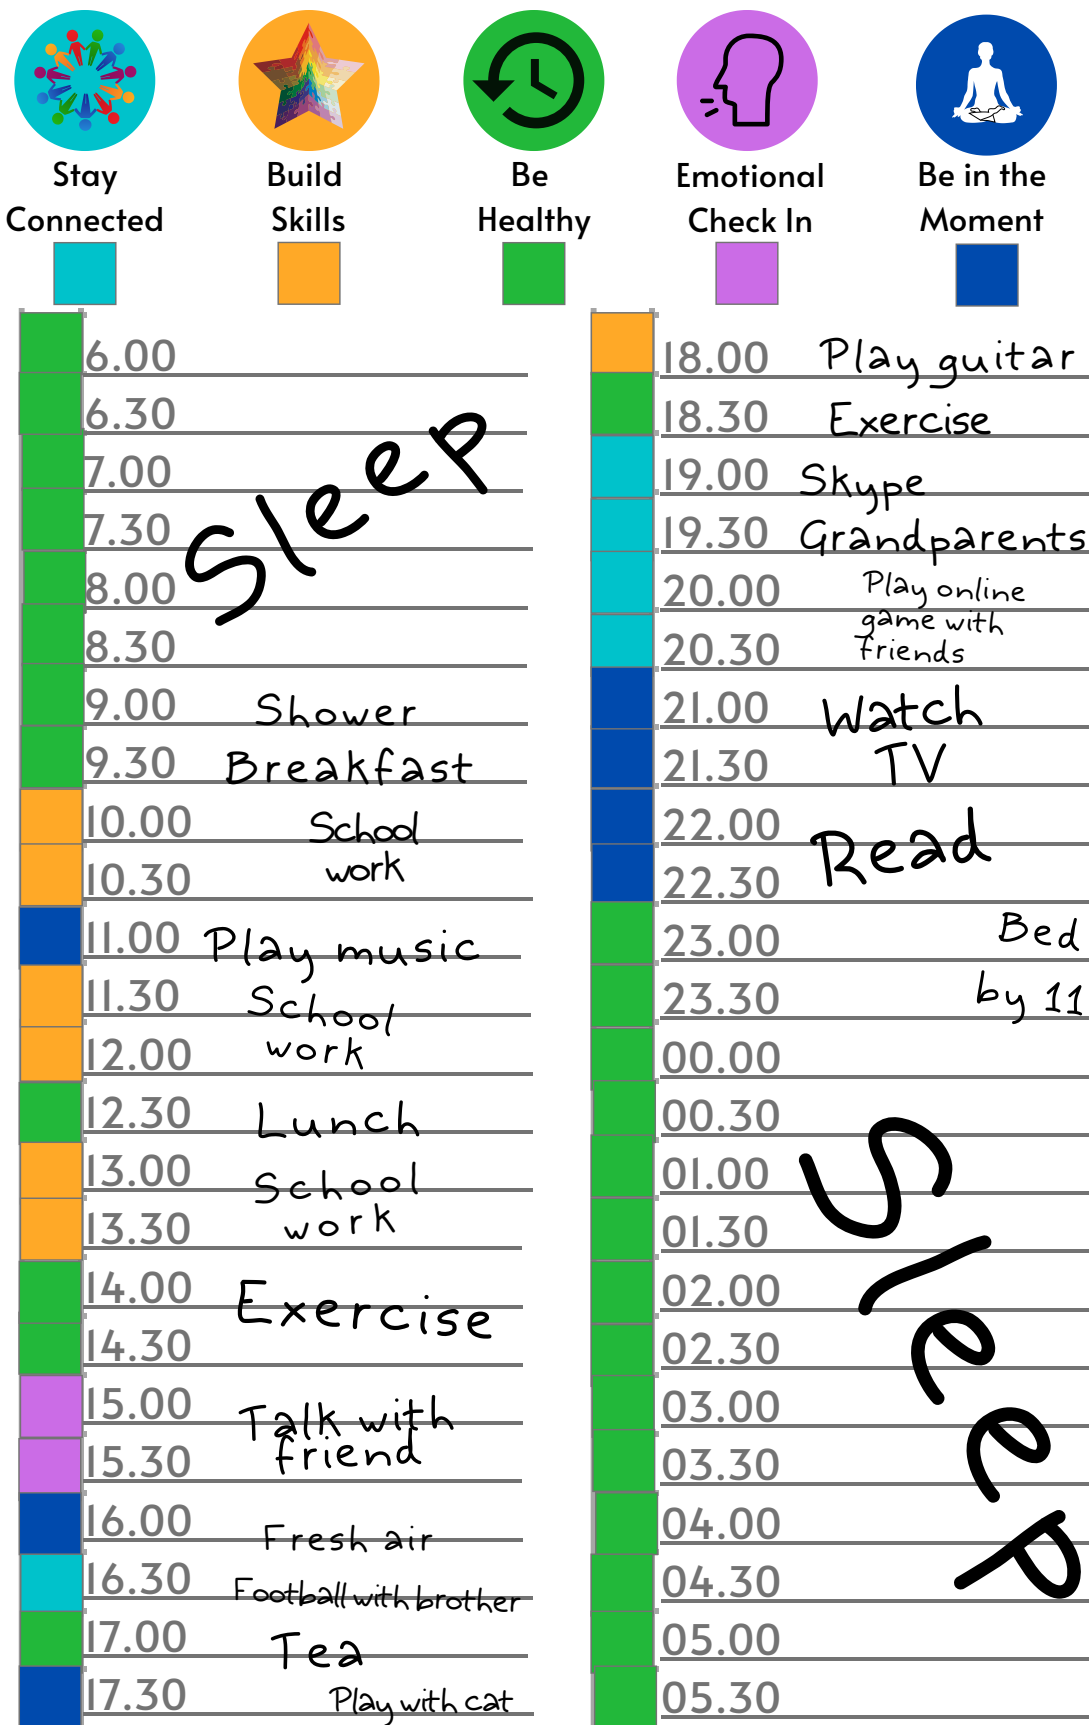 Stay
Connected
Build
Skills
Be
Healthy
Emotional
Check In
Be in the
Moment
6.00
6.30
7.00
7.30
8.00
8.30
Sleep
9.00 Shower
9.30 Breakfast
10.00 School
10.30 work
11.00 Play music
11.30 School
12.00 work
12.30 Lunch
13.00 School
13.30 work
14.00 Exercise
14.30
15.00 Talk with
15.30 friend
16.00 Fresh air
16.30 Football with brother
17.00 Tea
17.30 Play with cat
18.00 Play guitar
18.30 Exercise
19.00 Skype
19.30 Grandparents
20.00 Play online
game with
20.30 friends
21.00 Watch
21.30 TV
22.00 Read
22.30
23.00 Bed
23.30 by 11
00.00
00.30
01.00
01.30
02.00
02.30
03.00
03.30
04.00
04.30
05.00
05.30
Sleep